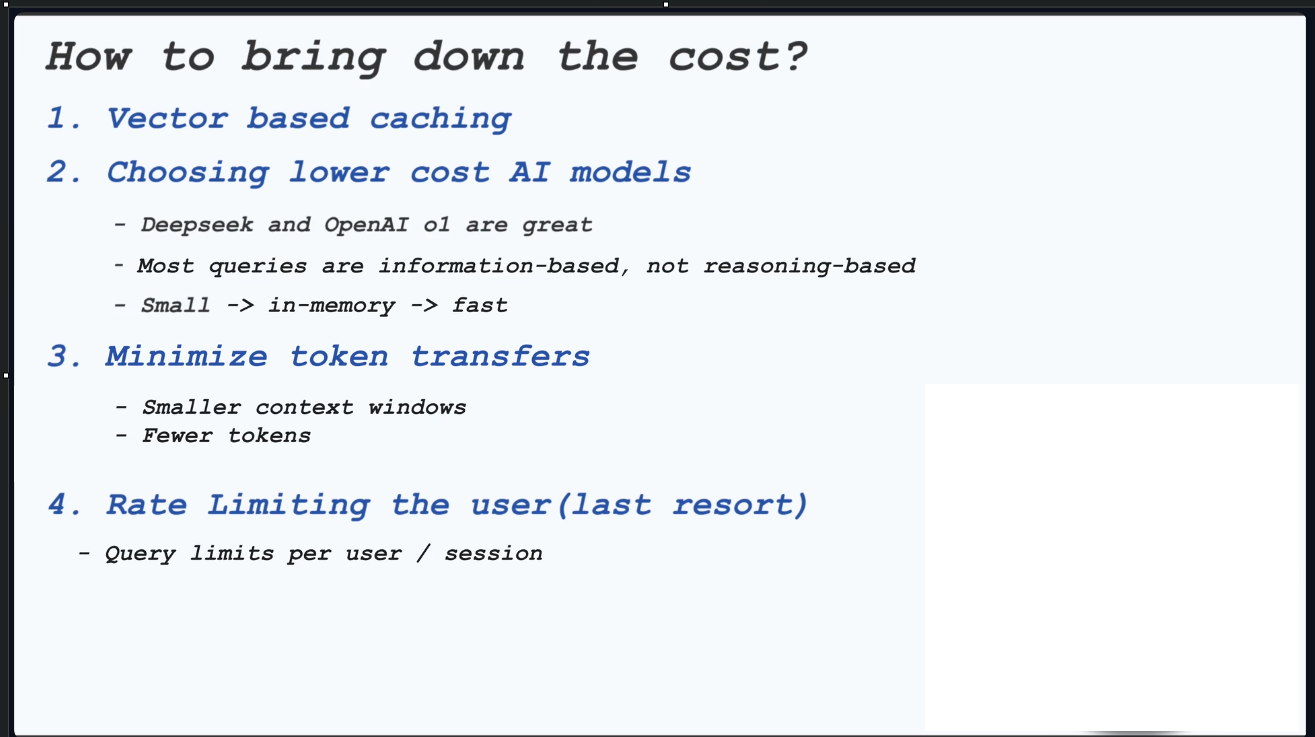 How to bring down the cost?
1. Vector based caching
2. Choosing lower cost AI models
- Deepseek and OpenAI o1 are great
- Most queries are information-based, not reasoning-based
- Small -> in-memory -> fast
3. Minimize token transfers
- Smaller context windows
- Fewer tokens
4. Rate Limiting the user(last resort)
- Query limits per user / session